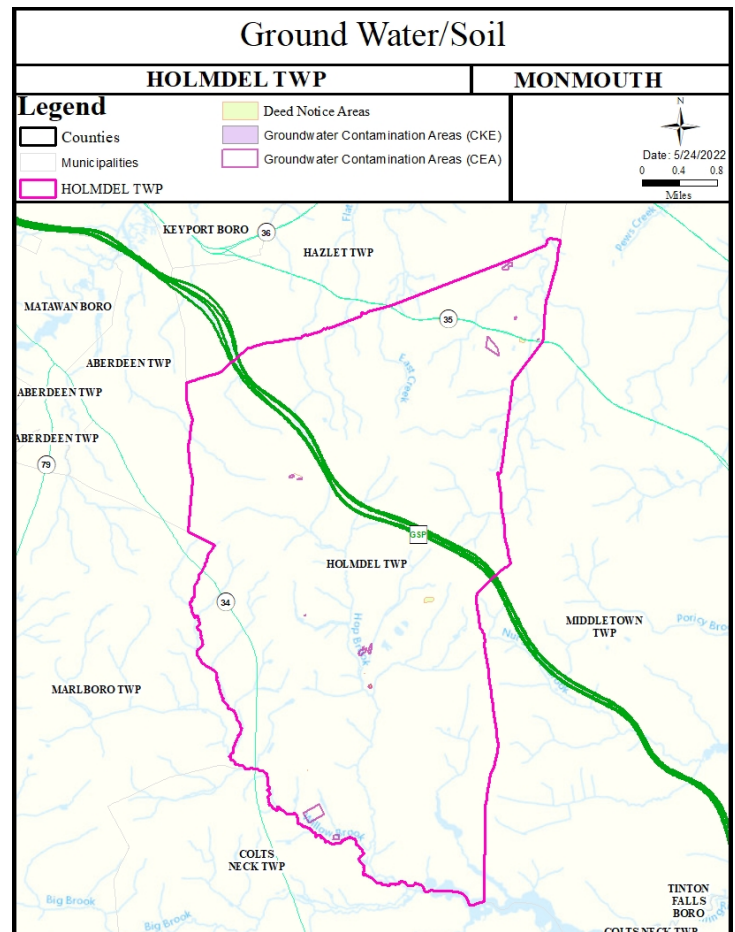 Ground Water/Soil
HOLMDEL TWP
MONMOUTH
Legend
Counties
Municipalities
HOLMDEL TWP
Deed Notice Areas
Groundwater Contamination Areas (CKE)
Groundwater Contamination Areas (CEA)
N
Date: 5/24/2022
0 0.4 0.8
Miles
KEYPORT BORO
36
HAZLET TWP
Pews Creek
MATAWAN BORO
35
ABERDEEN TWP
East
Creek
ABERDEEN TWP
ABERDEEN TWP
79
GSP
HOLMDEL TWP
34
Hop Brook
MIDDLETOWN
TWP
MARLBORO TWP
COLTS
NECK TWP
Big Brook
Big Brook
TINTON
FALLS
BORO
COLTS NECK TWP